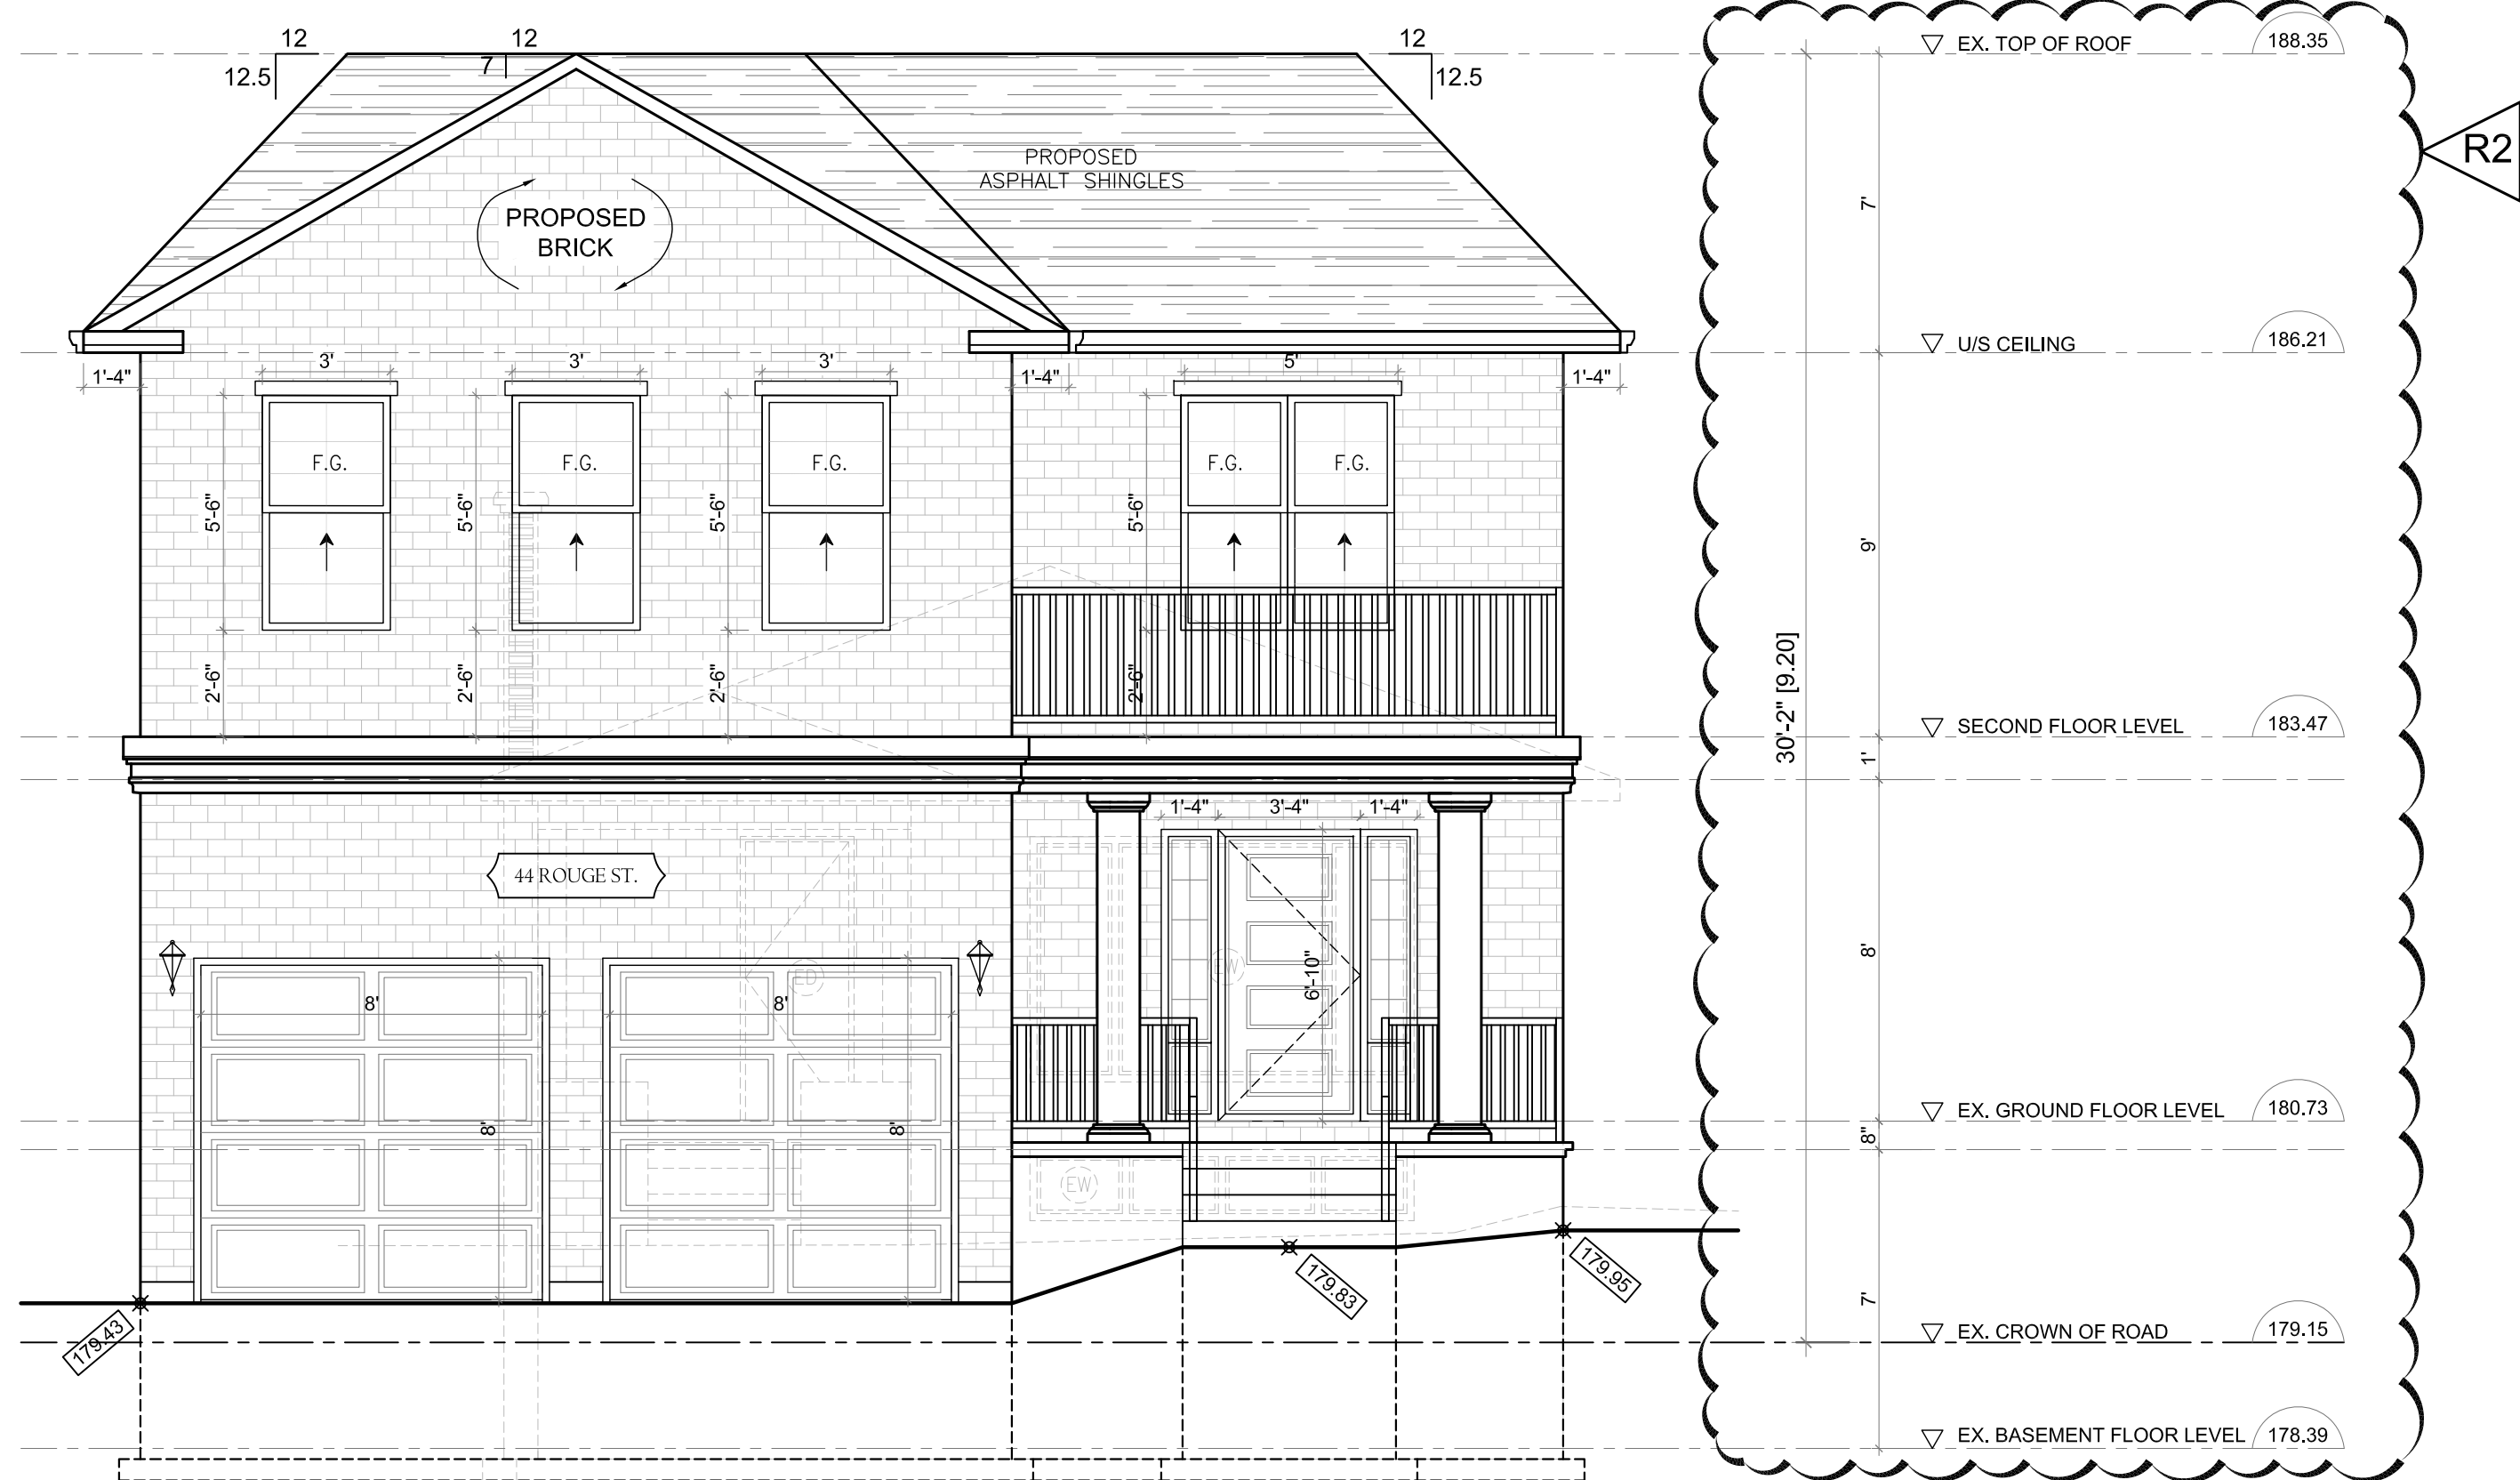 12
12.5
12
7
12
12.5
EX. TOP OF ROOF 188.35
R2
PROPOSED
ASPHALT SHINGLES
PROPOSED
BRICK
7'
U/S CEILING 186.21
3'
3'
3'
5'
1'-4"
1'-4"
1'-4"
F.G.
F.G.
F.G.
F.G.
F.G.
5'-6"
5'-6"
5'-6"
5'-6"
9'
2'-6"
2'-6"
2'-6"
2'-6"
30'-2" [9.20]
SECOND FLOOR LEVEL 183.47
1'
1'-4"
3'-4"
1'-4"
44 ROUGE ST.
ED
EW
6'-10"
8'
8'
8'
8'
8'
EX. GROUND FLOOR LEVEL 180.73
8"
EW
179.43
179.83
179.95
7'
EX. CROWN OF ROAD 179.15
EX. BASEMENT FLOOR LEVEL 178.39